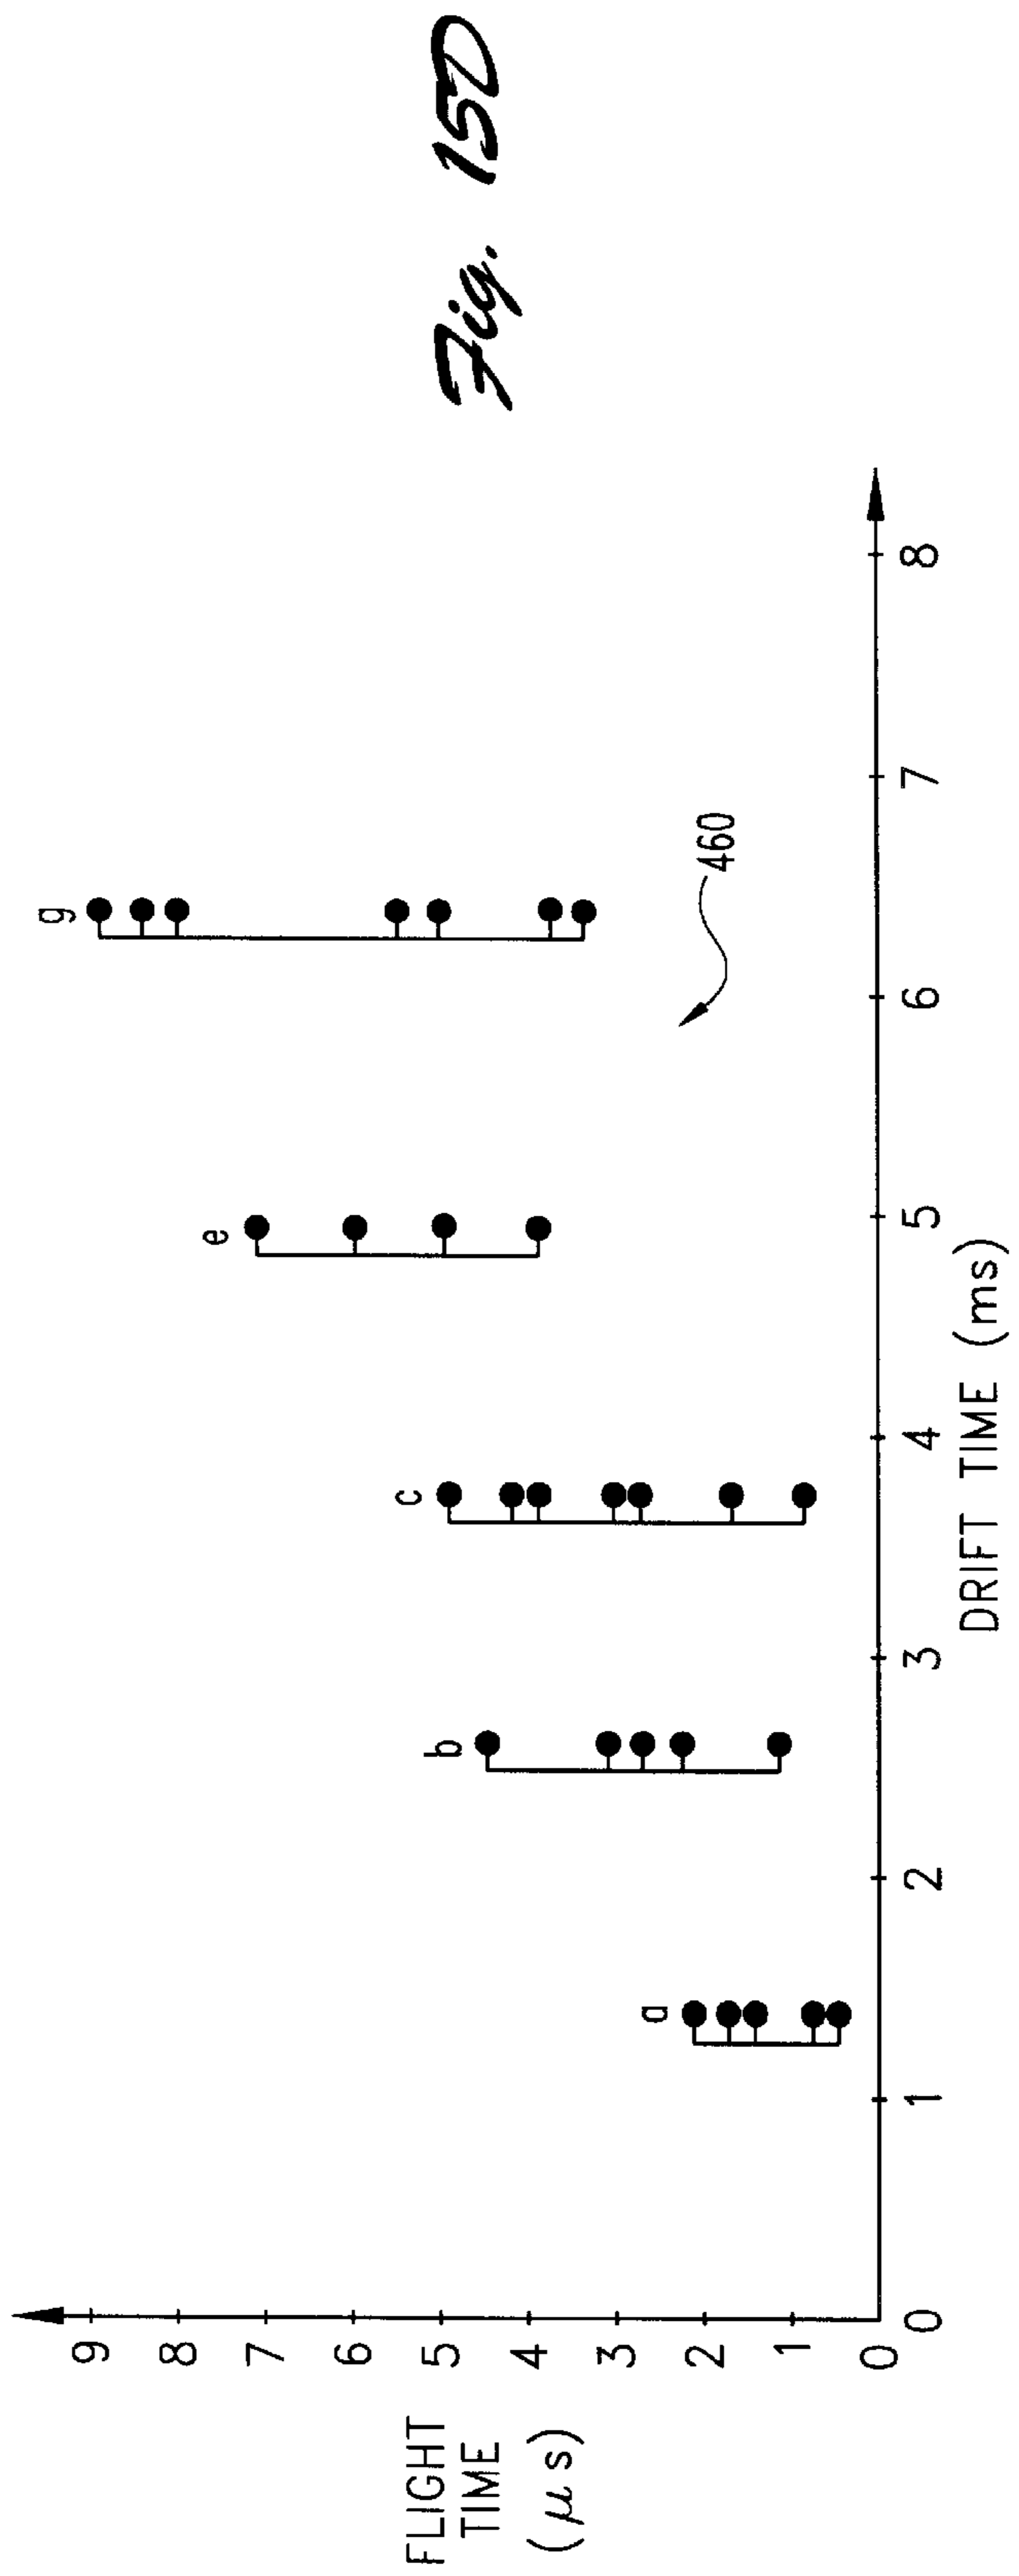 Fig. 15D
FLIGHT
TIME
(μs)
9
8
7
6
5
4
3
2
1
0
a
b
c
e
g
460
0 1 2 3 4 5 6 7 8
DRIFT TIME (ms)